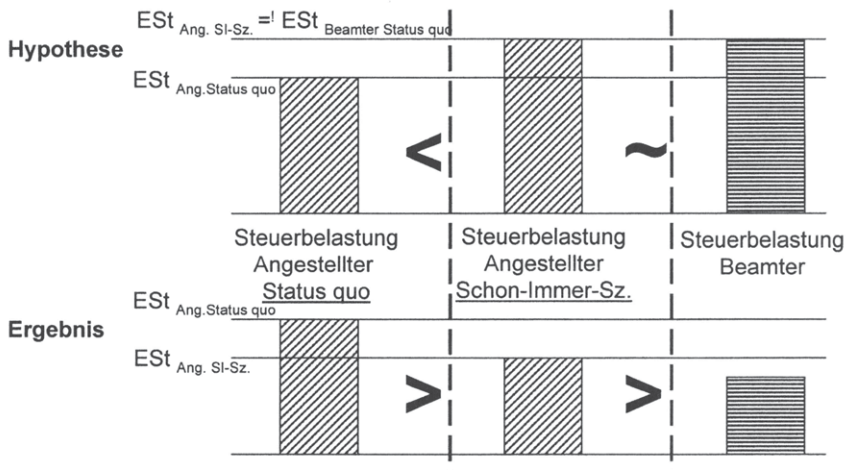 ESt Ang. SI-Sz. =! ESt Beamter Status quo
Hypothese
ESt Ang.Status quo
< ~
Steuerbelastung Angestellter Status quo
Steuerbelastung Angestellter Schon-Immer-Sz.
Steuerbelastung Beamter
ESt Ang.Status quo
Ergebnis
ESt Ang. SI-Sz.
> >